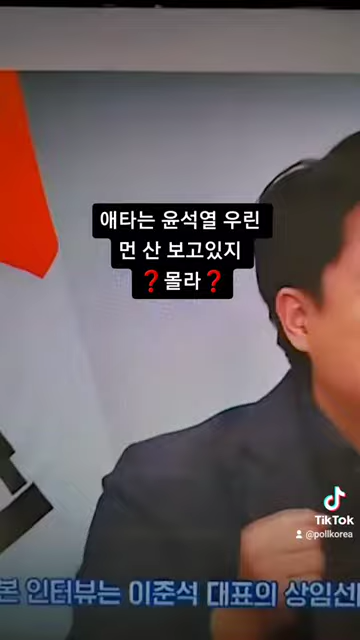 애타는 윤석열 우린
먼 산 보고있지
❓몰라❓
TikTok
@pollkorea
본 인터뷰는 이준석 대표의 상임선